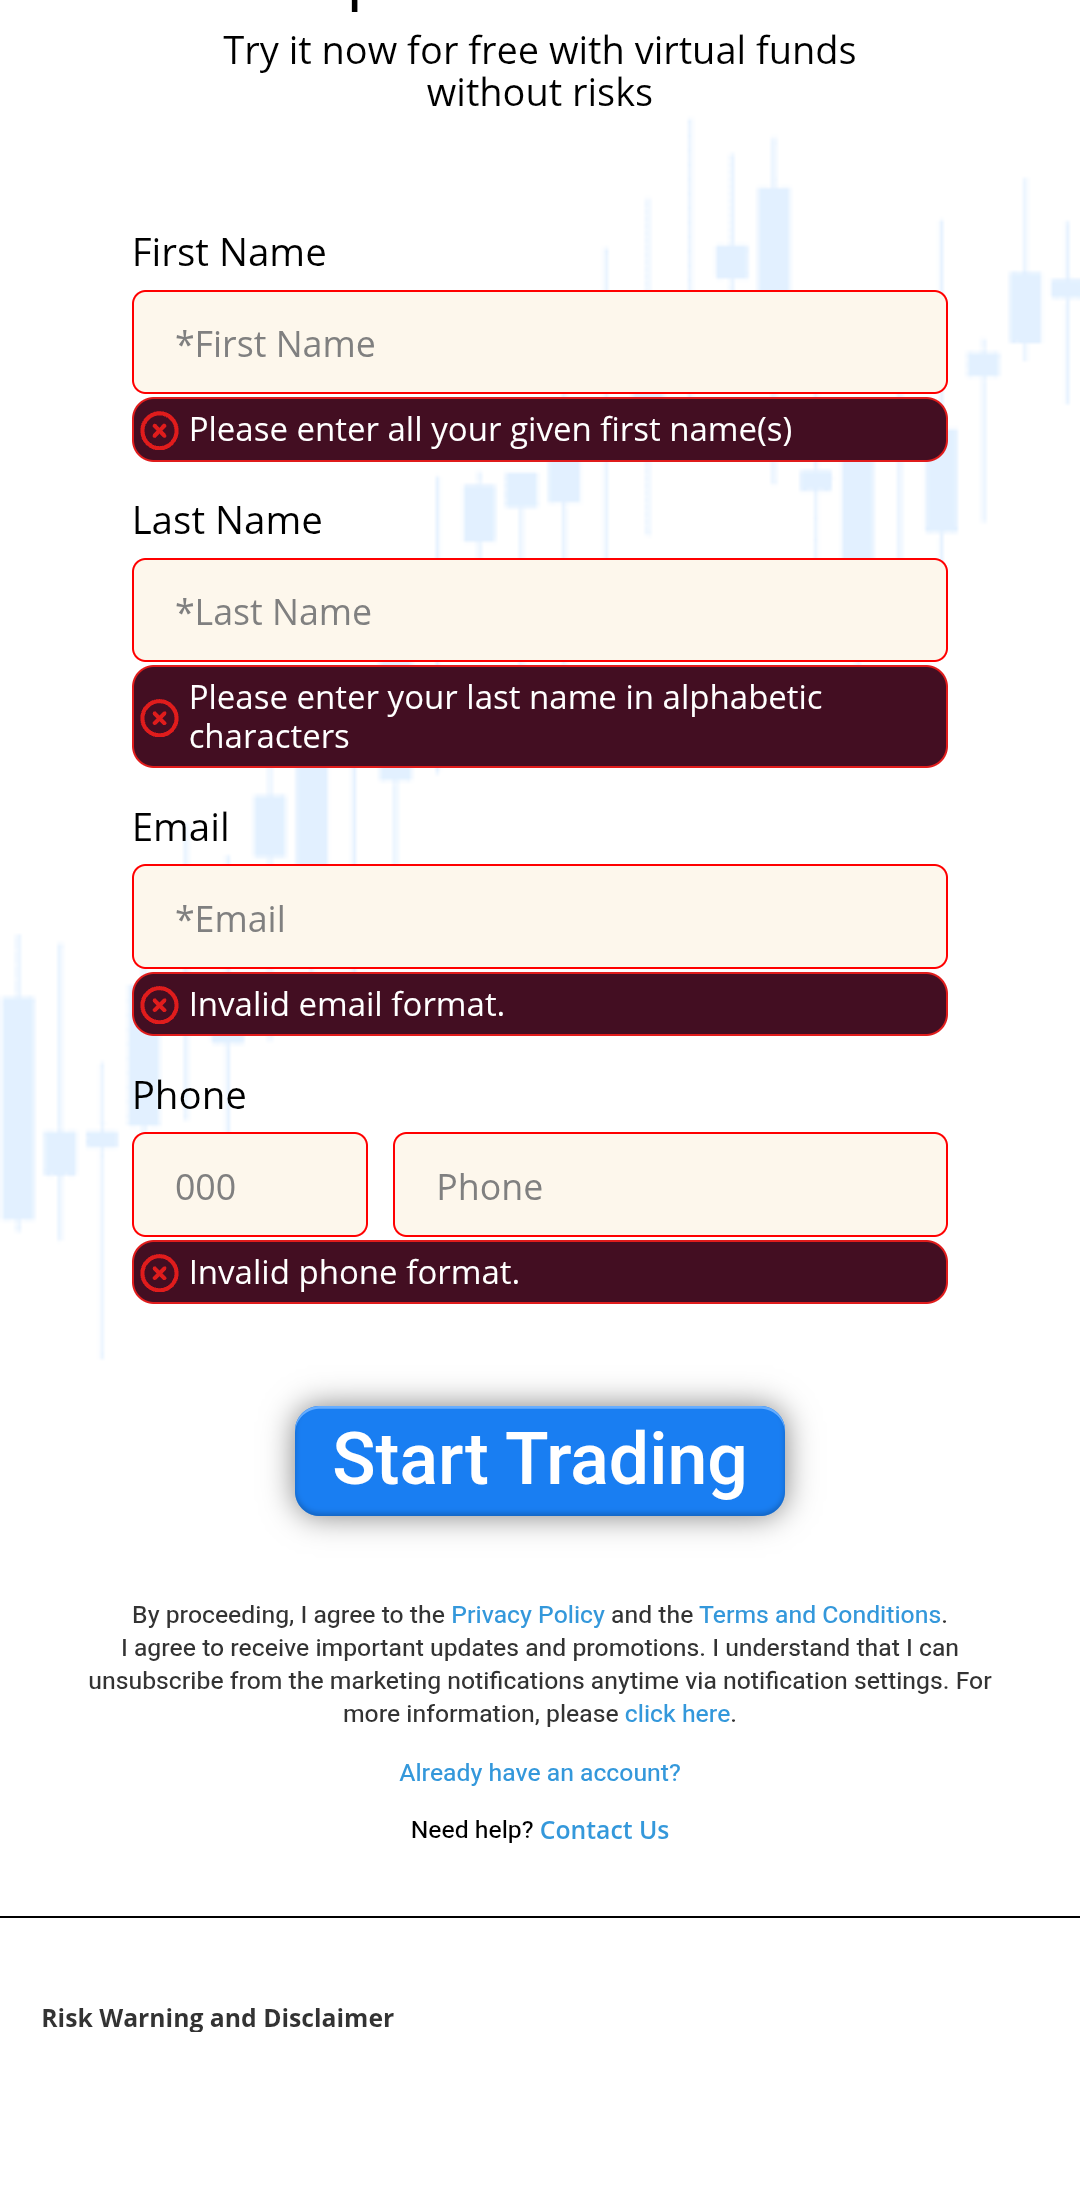 Try it now for free with virtual funds
without risks
First Name
*First Name
Please enter all your given first name(s)
Last Name
*Last Name
Please enter your last name in alphabetic
characters
Email
*Email
Invalid email format.
Phone
000 Phone
Invalid phone format.
Start Trading
By proceeding, I agree to the Privacy Policy and the Terms and Conditions.
I agree to receive important updates and promotions. I understand that I can
unsubscribe from the marketing notifications anytime via notification settings. For
more information, please click here.
Already have an account?
Need help? Contact Us
Risk Warning and Disclaimer